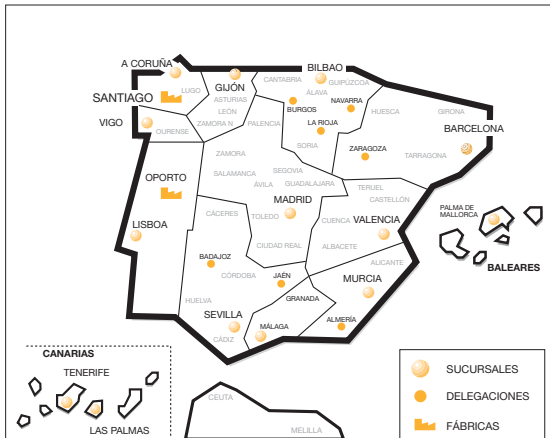 A CORUÑA
LUGO
SANTIAGO
GIJÓN
ASTURIAS
LEÓN
ZAMORA N
CANTABRIA
BILBAO
GUIPÚZCOA
ÁLAVA
BURGOS
NAVARRA
LA RIOJA
HUESCA
GIRONA
BARCELONA
VIGO
OURENSE
PALENCIA
SORIA
ZARAGOZA
TARRAGONA
ZAMORA
SALAMANCA
SEGOVIA
ÁVILA
GUADALAJARA
OPORTO
TERUEL
CASTELLÓN
MADRID
CÁCERES
TOLEDO
CUENCA
VALENCIA
PALMA DE
MALLORCA
LISBOA
CIUDAD REAL
ALBACETE
BALEARES
BADAJOZ
CÓRDOBA
JAÉN
ALICANTE
MURCIA
HUELVA
GRANADA
SEVILLA
MÁLAGA
ALMERÍA
CÁDIZ
CANARIAS
TENERIFE
LAS PALMAS
CEUTA
MELILLA
SUCURSALES
DELEGACIONES
FÁBRICAS